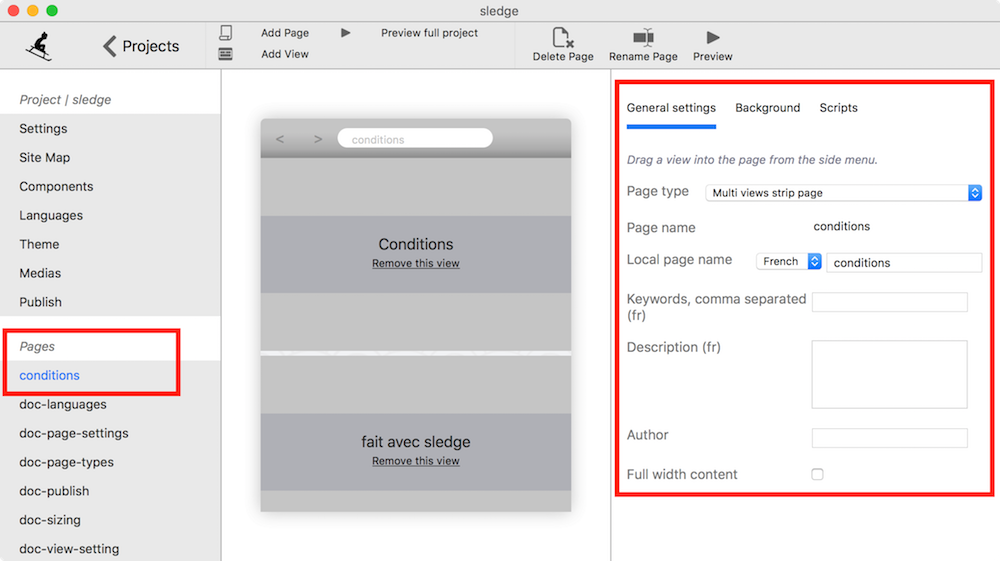 sledge
Projects
Add Page
Preview full project
Add View
Delete Page
Rename Page
Preview
Project | sledge
Settings
Site Map
Components
Languages
Theme
Medias
Publish
Pages
conditions
doc-languages
doc-page-settings
doc-page-types
doc-publish
doc-sizing
doc-view-setting
< > conditions
Conditions
Remove this view
fait avec sledge
Remove this view
General settings Background Scripts
Drag a view into the page from the side menu.
Page type Multi views strip page
Page name conditions
Local page name French conditions
Keywords, comma separated
(fr)
Description (fr)
Author
Full width content